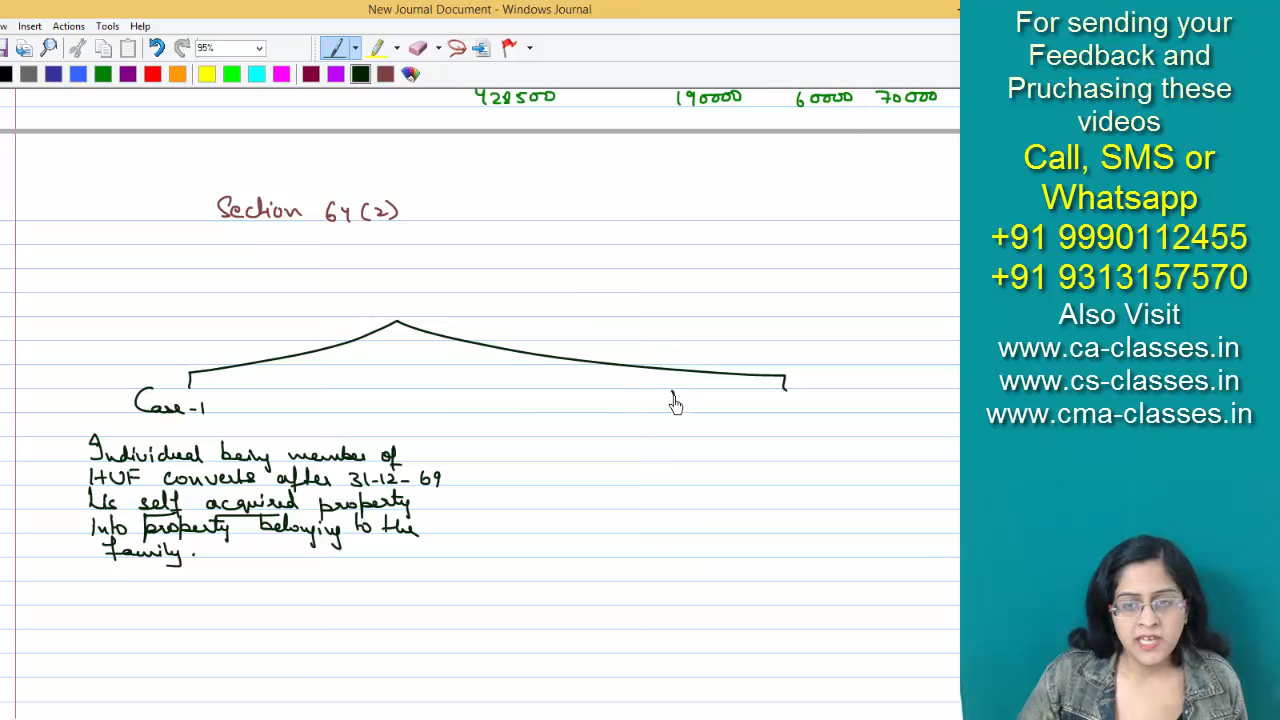 New Journal Document - Windows Journal
Insert Actions Tools Help
95%
428500 190000 60000 70000
Section 64(2)
Case-1
Individual being member of
HUF converts after 31-12-69
his self acquired property
Into property belonging to the
family.
For sending your
Feedback and
Pruchasing these
videos
Call, SMS or
Whatsapp
+91 9990112455
+91 9313157570
Also Visit
www.ca-classes.in
www.cs-classes.in
www.cma-classes.in